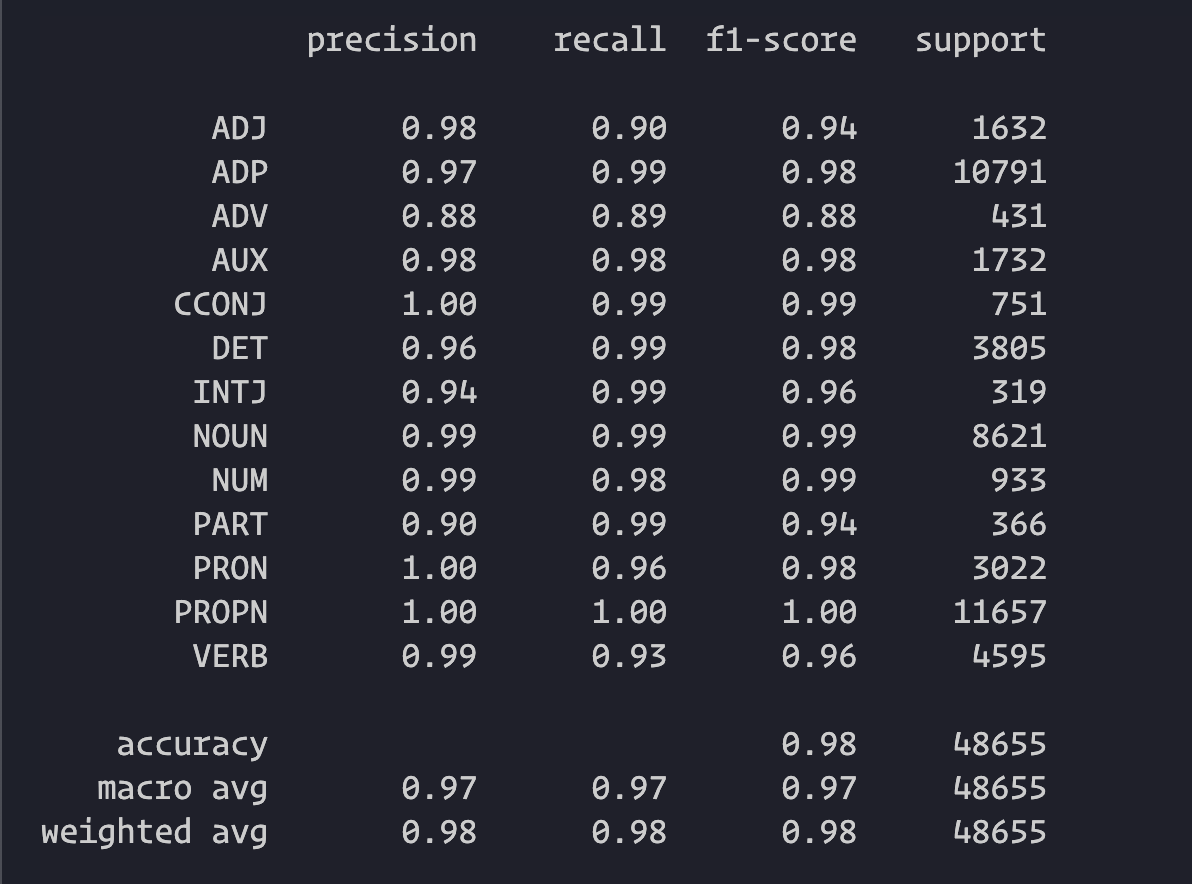 precision recall f1-score support
ADJ 0.98 0.90 0.94 1632
ADP 0.97 0.99 0.98 10791
ADV 0.88 0.89 0.88 431
AUX 0.98 0.98 0.98 1732
CCONJ 1.00 0.99 0.99 751
DET 0.96 0.99 0.98 3805
INTJ 0.94 0.99 0.96 319
NOUN 0.99 0.99 0.99 8621
NUM 0.99 0.98 0.99 933
PART 0.90 0.99 0.94 366
PRON 1.00 0.96 0.98 3022
PROPN 1.00 1.00 1.00 11657
VERB 0.99 0.93 0.96 4595
accuracy 0.98 48655
macro avg 0.97 0.97 0.97 48655
weighted avg 0.98 0.98 0.98 48655